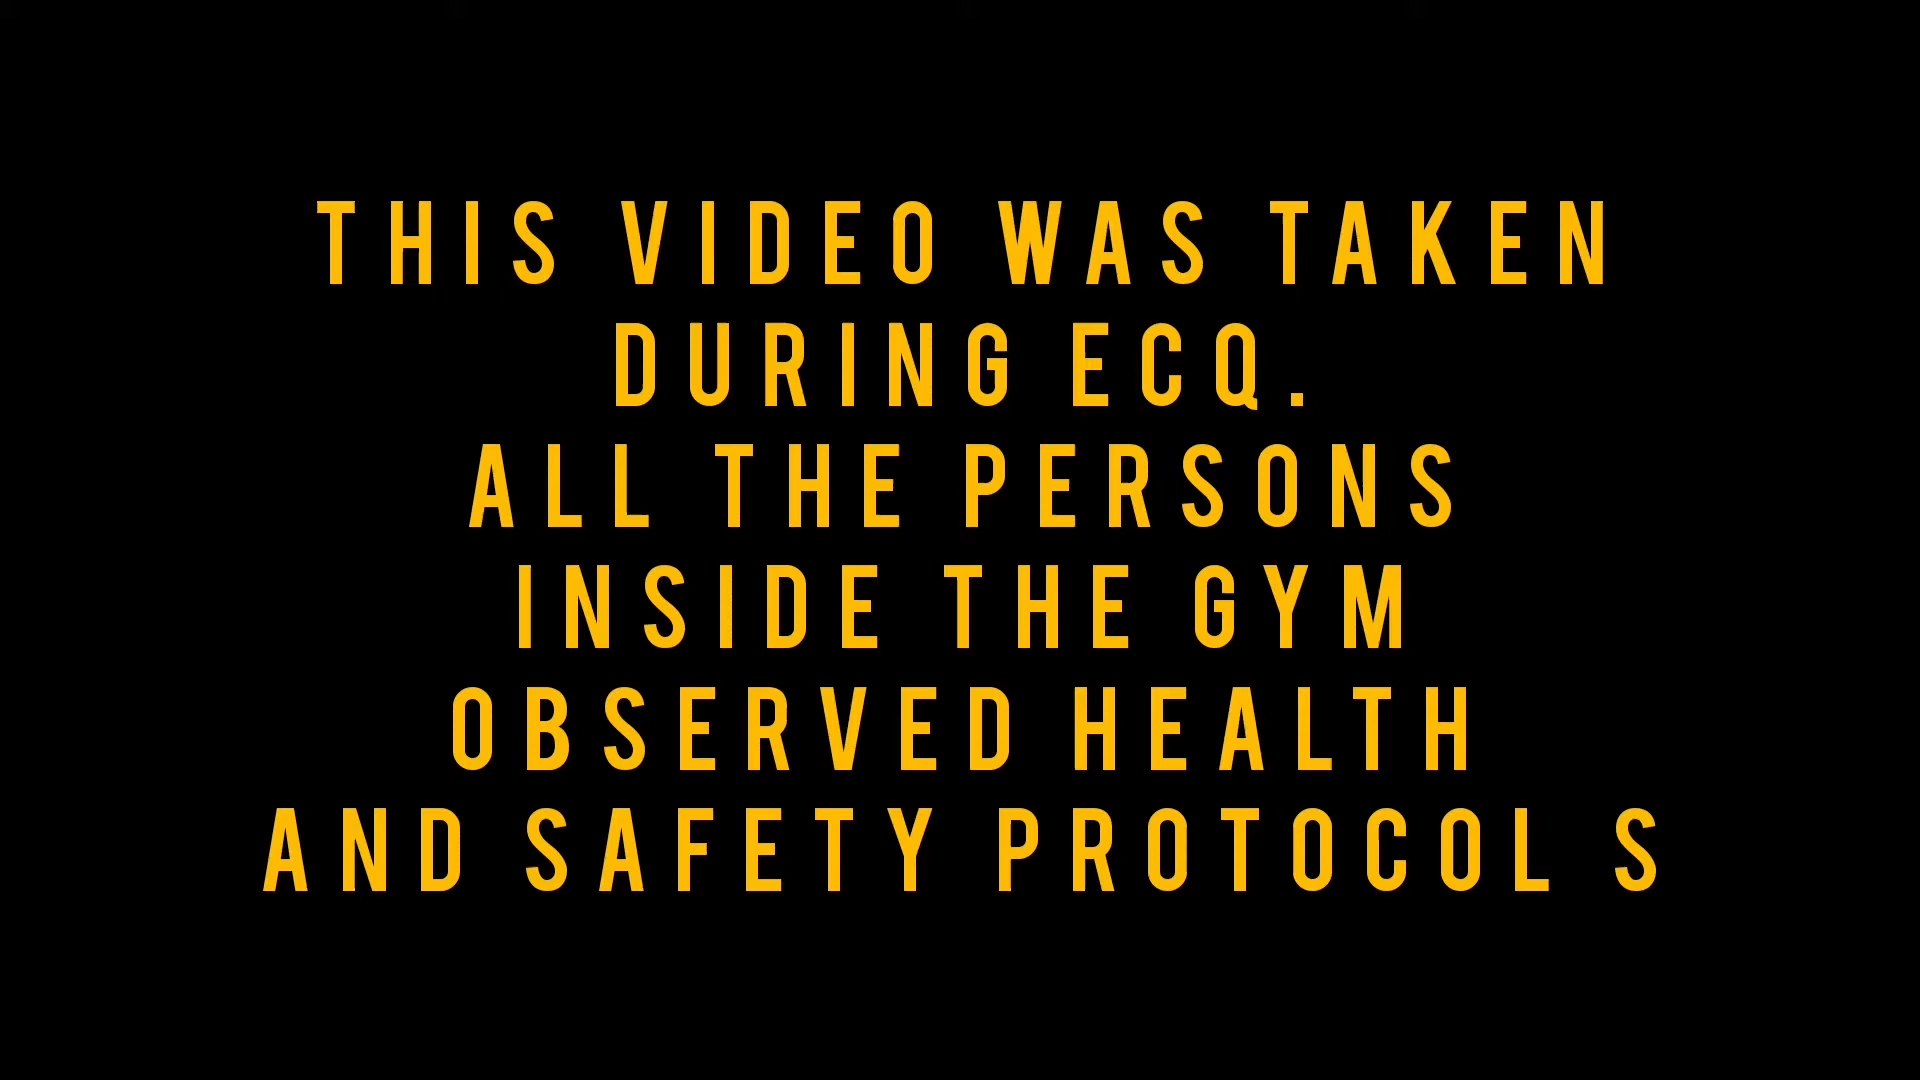 THIS VIDEO WAS TAKEN
DURING ECQ.
ALL THE PERSONS
INSIDE THE GYM
OBSERVED HEALTH
AND SAFETY PROTOCOL S